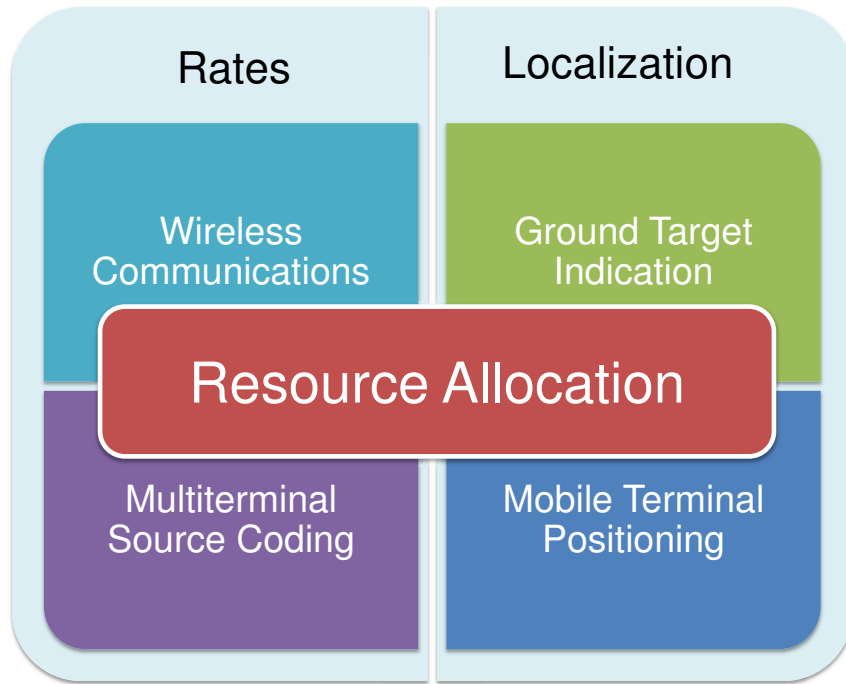 Rates
Localization
Wireless
Communications
Ground Target
Indication
Resource Allocation
Multiterminal
Source Coding
Mobile Terminal
Positioning